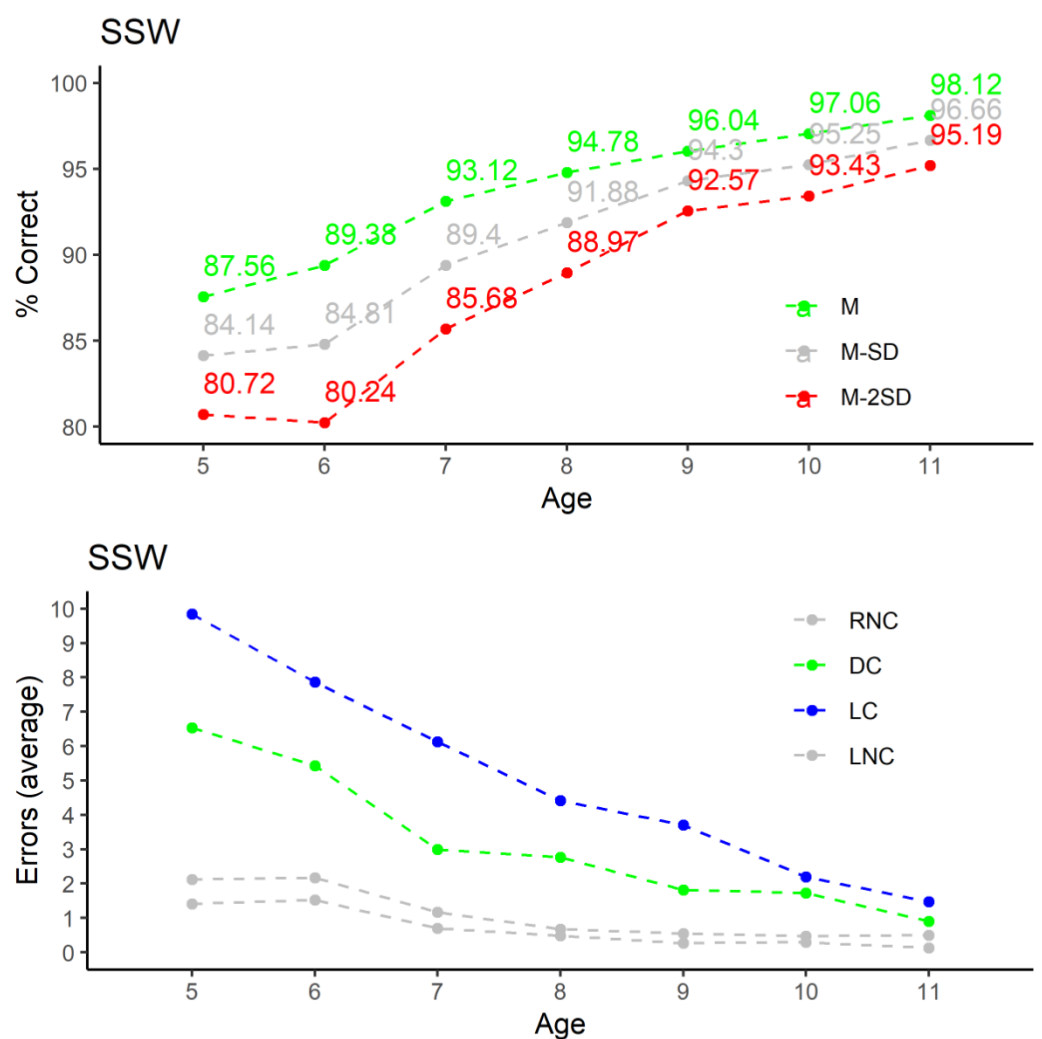 SSW
% Correct
100
95
90
85
80
87.56
89.38
93.12
94.78
96.04
97.06
98.12
84.14
84.81
89.4
91.88
94.3
95.25
96.66
80.72
80.24
85.68
88.97
92.57
93.43
95.19
a M
a M-SD
a M-2SD
5 6 7 8 9 10 11
Age
SSW
Errors (average)
10
9
8
7
6
5
4
3
2
1
0
RNC
DC
LC
LNC
5 6 7 8 9 10 11
Age